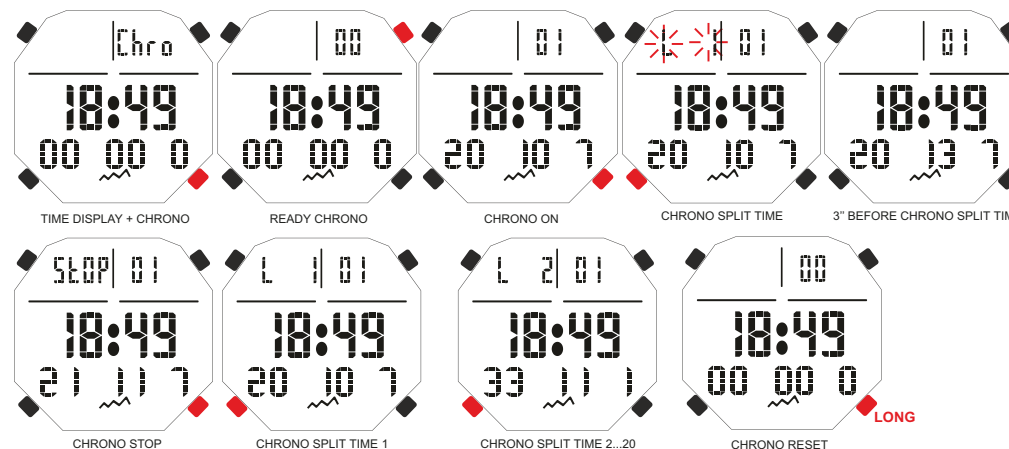 Chro
18:49
00 00 0
TIME DISPLAY + CHRONO
00
18:49
00 00 0
READY CHRONO
01
18:49
20 10 7
CHRONO ON
L 1 01
18:49
20 10 7
CHRONO SPLIT TIME
01
18:49
20 13 7
3" BEFORE CHRONO SPLIT TIM
StOP 01
18:49
21 11 7
CHRONO STOP
L 1 01
18:49
20 10 7
CHRONO SPLIT TIME 1
L 2 01
18:49
33 11 1
CHRONO SPLIT TIME 2...20
00
18:49
00 00 0
LONG
CHRONO RESET